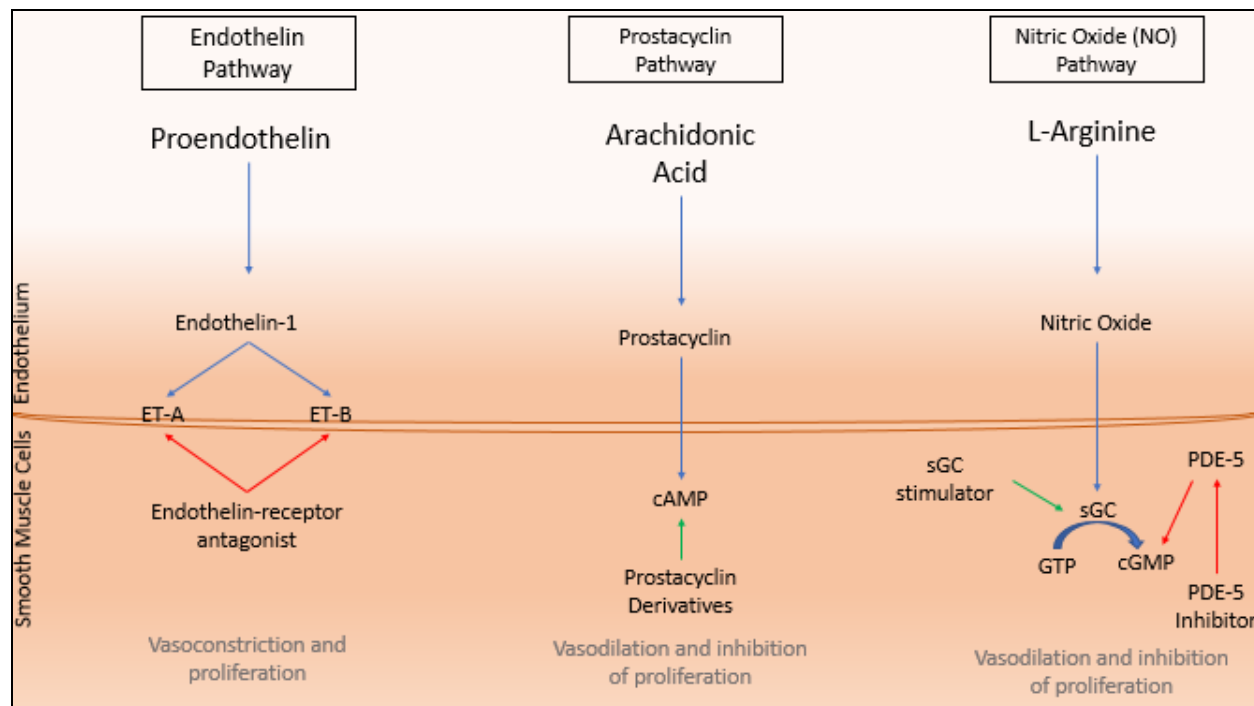 Endothelin
Pathway
Proendothelin
Endothelin-1
ET-A
ET-B
Endothelin-receptor
antagonist
Vasoconstriction and
proliferation
Prostacyclin
Pathway
Arachidonic
Acid
Prostacyclin
cAMP
Prostacyclin
Derivatives
Vasodilation and inhibition
of proliferation
Nitric Oxide (NO)
Pathway
L-Arginine
Nitric Oxide
sGC
stimulator
sGC
GTP
cGMP
PDE-5
PDE-5
Inhibitor
Vasodilation and inhibition
of proliferation
Endothelium
Smooth Muscle Cells